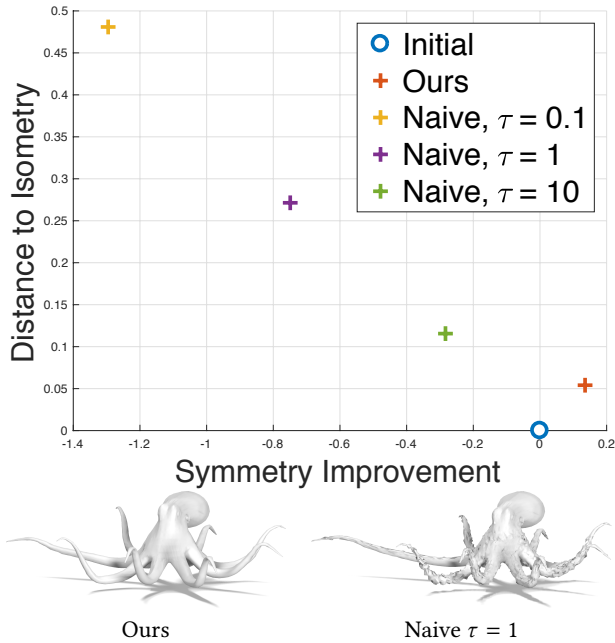 0.5
0.45
0.4
0.35
0.3
0.25
0.2
0.15
0.1
0.05
0
Distance to Isometry
Initial
Ours
Naive, τ = 0.1
Naive, τ = 1
Naive, τ = 10
-1.4 -1.2 -1 -0.8 -0.6 -0.4 -0.2 0 0.2
Symmetry Improvement
Ours Naive τ = 1